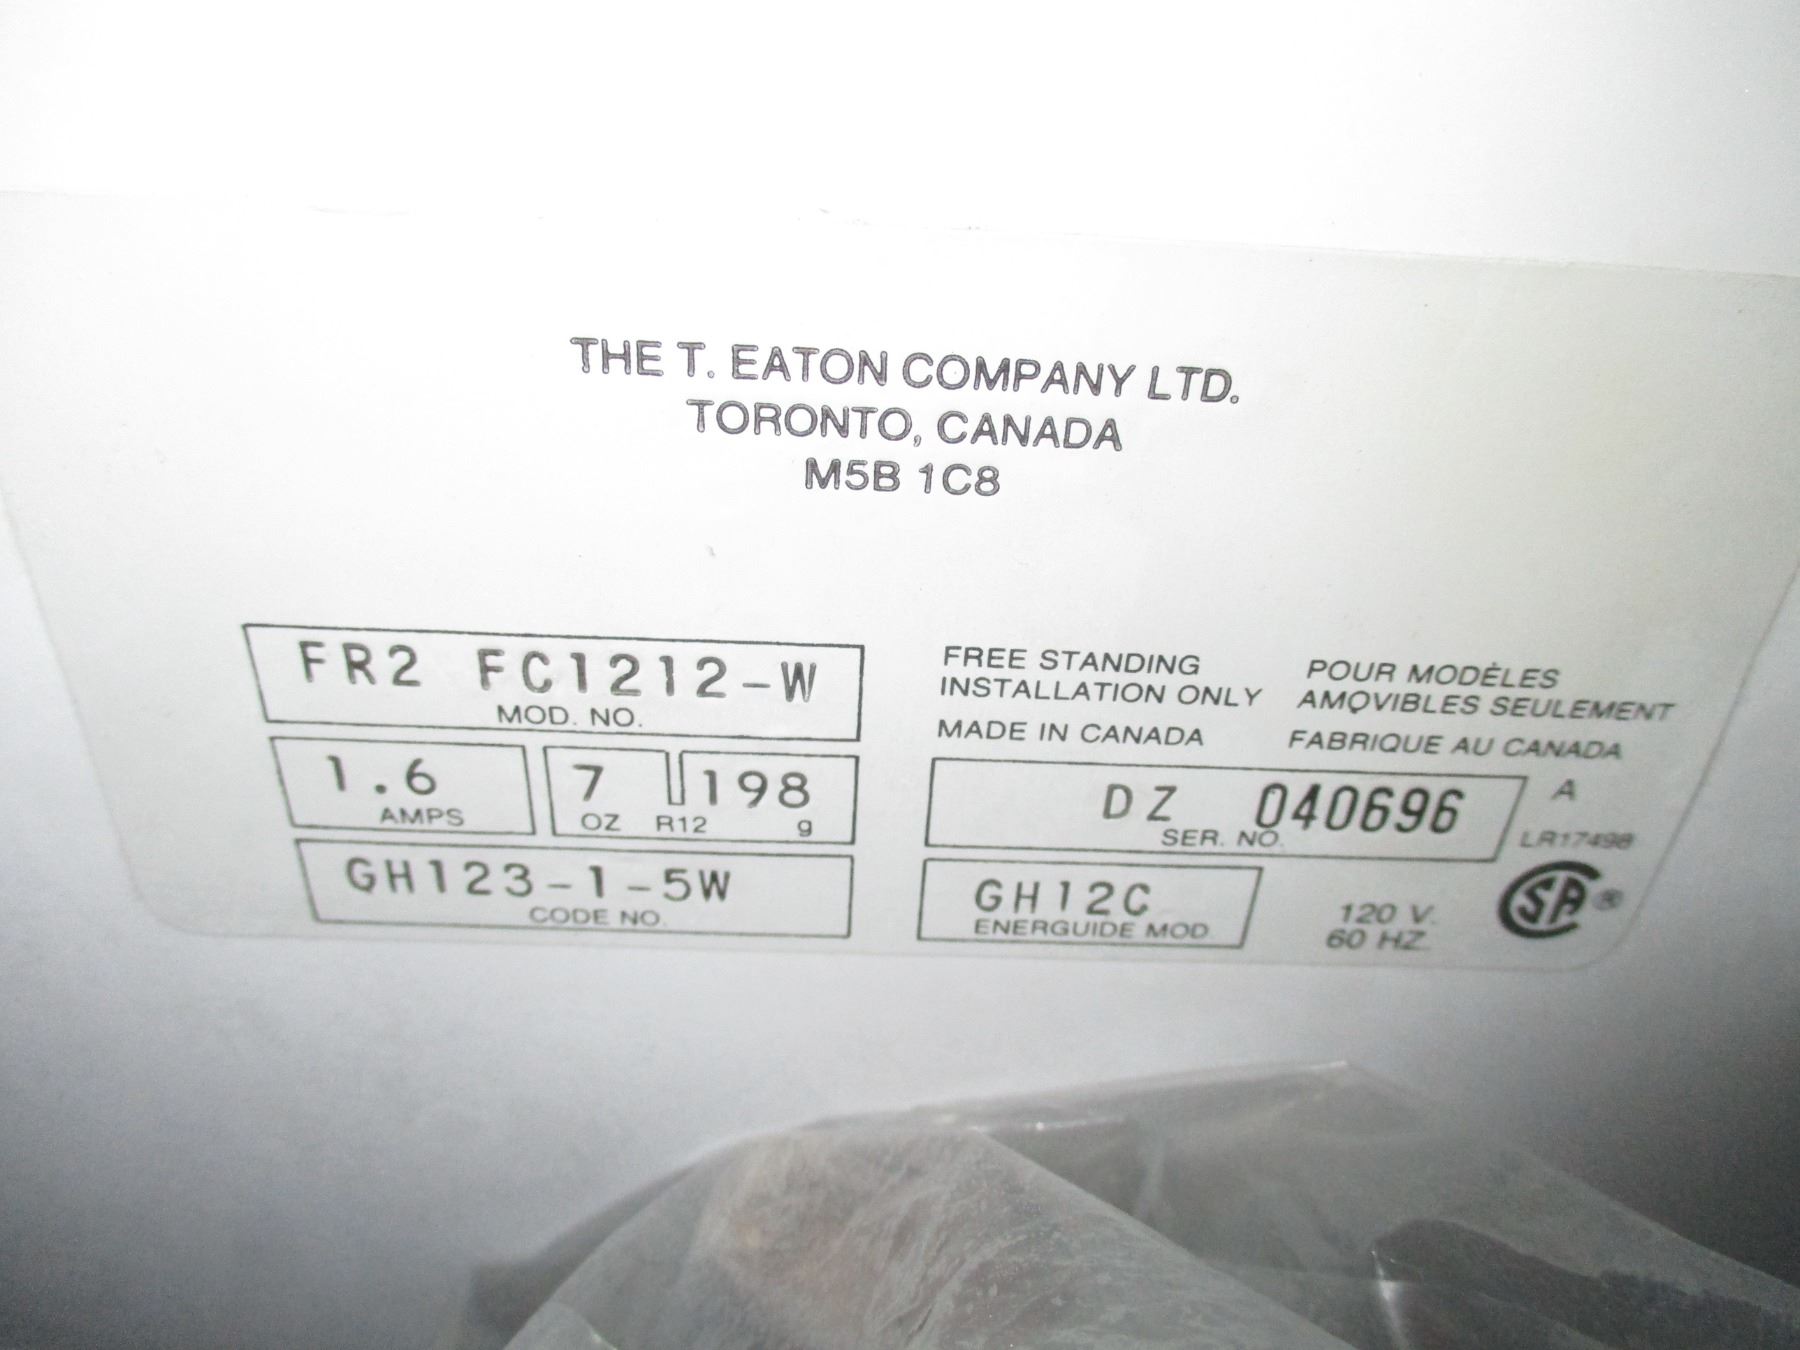 THE T. EATON COMPANY LTD.
TORONTO, CANADA
M5B 1C8
FR2 FC1212-W
MOD. NO.
1.6
AMPS
7
OZ R12
198
g
GH123-1-5W
CODE NO.
FREE STANDING
INSTALLATION ONLY
MADE IN CANADA
POUR MODÈLES
AMOVIBLES SEULEMENT
FABRIQUE AU CANADA
DZ 040696
SER. NO.
A
LR17498
GH12C
ENERGUIDE MOD
120 V.
60 HZ
SA ®